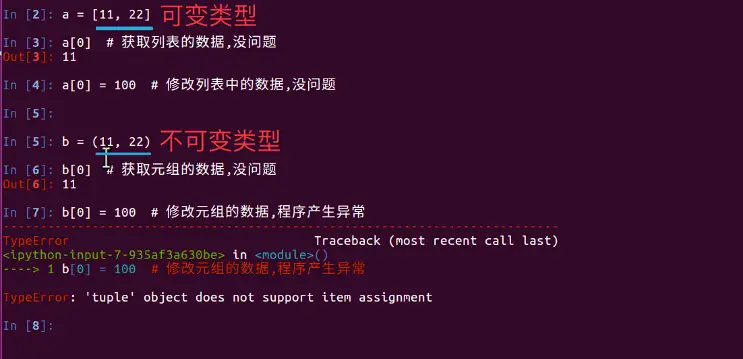 In [2]: a = [11, 22] 可变类型
In [3]: a[0]  # 获取列表的数据,没问题
Out[3]: 11
In [4]: a[0] = 100  # 修改列表中的数据,没问题
In [5]:
In [5]: b = (11, 22) 不可变类型
In [6]: b[0]  # 获取元组的数据,没问题
Out[6]: 11
In [7]: b[0] = 100  # 修改元组的数据,程序产生异常
---------------------------------------------------------------------------
TypeError                                 Traceback (most recent call last)
<ipython-input-7-935af3a630be> in <module>()
----> 1 b[0] = 100  # 修改元组的数据,程序产生异常
TypeError: 'tuple' object does not support item assignment
In [8]: